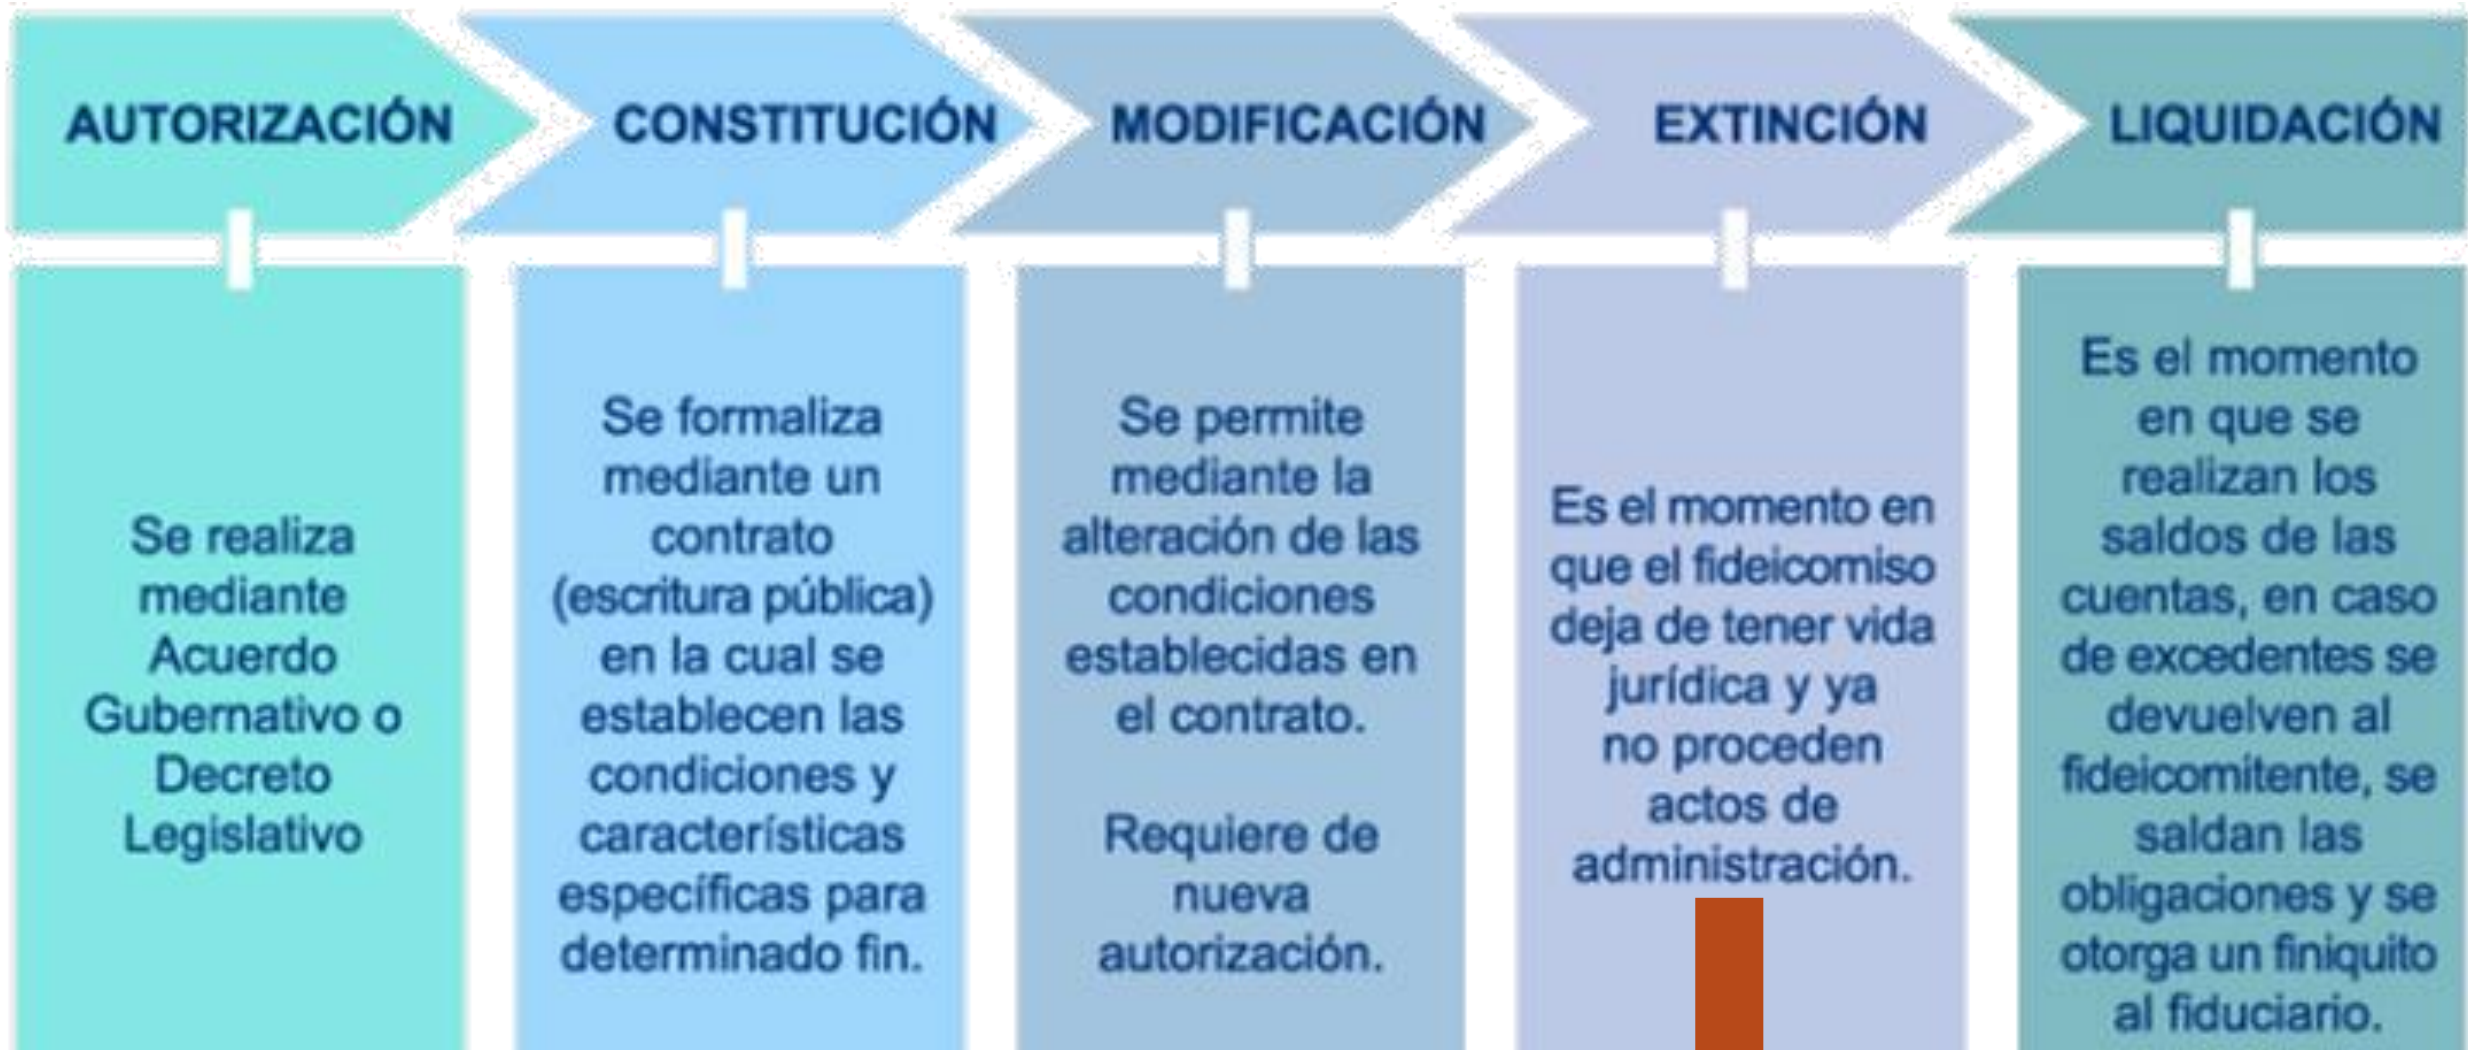 AUTORIZACIÓN
CONSTITUCIÓN
MODIFICACIÓN
EXTINCIÓN
LIQUIDACIÓN
Se realiza
mediante
Acuerdo
Gubernativo o
Decreto
Legislativo
Se formaliza
mediante un
contrato
(escritura pública)
en la cual se
establecen las
condiciones y
características
específicas para
determinado fin.
Se permite
mediante la
alteración de las
condiciones
establecidas en
el contrato.
Requiere de
nueva
autorización.
Es el momento en
que el fideicomiso
deja de tener vida
jurídica y ya
no proceden
actos de
administración.
Es el momento
en que se
realizan los
saldos de las
cuentas, en caso
de excedentes se
devuelven al
fideicomitente, se
saldan las
obligaciones y se
otorga un finiquito
al fiduciario.